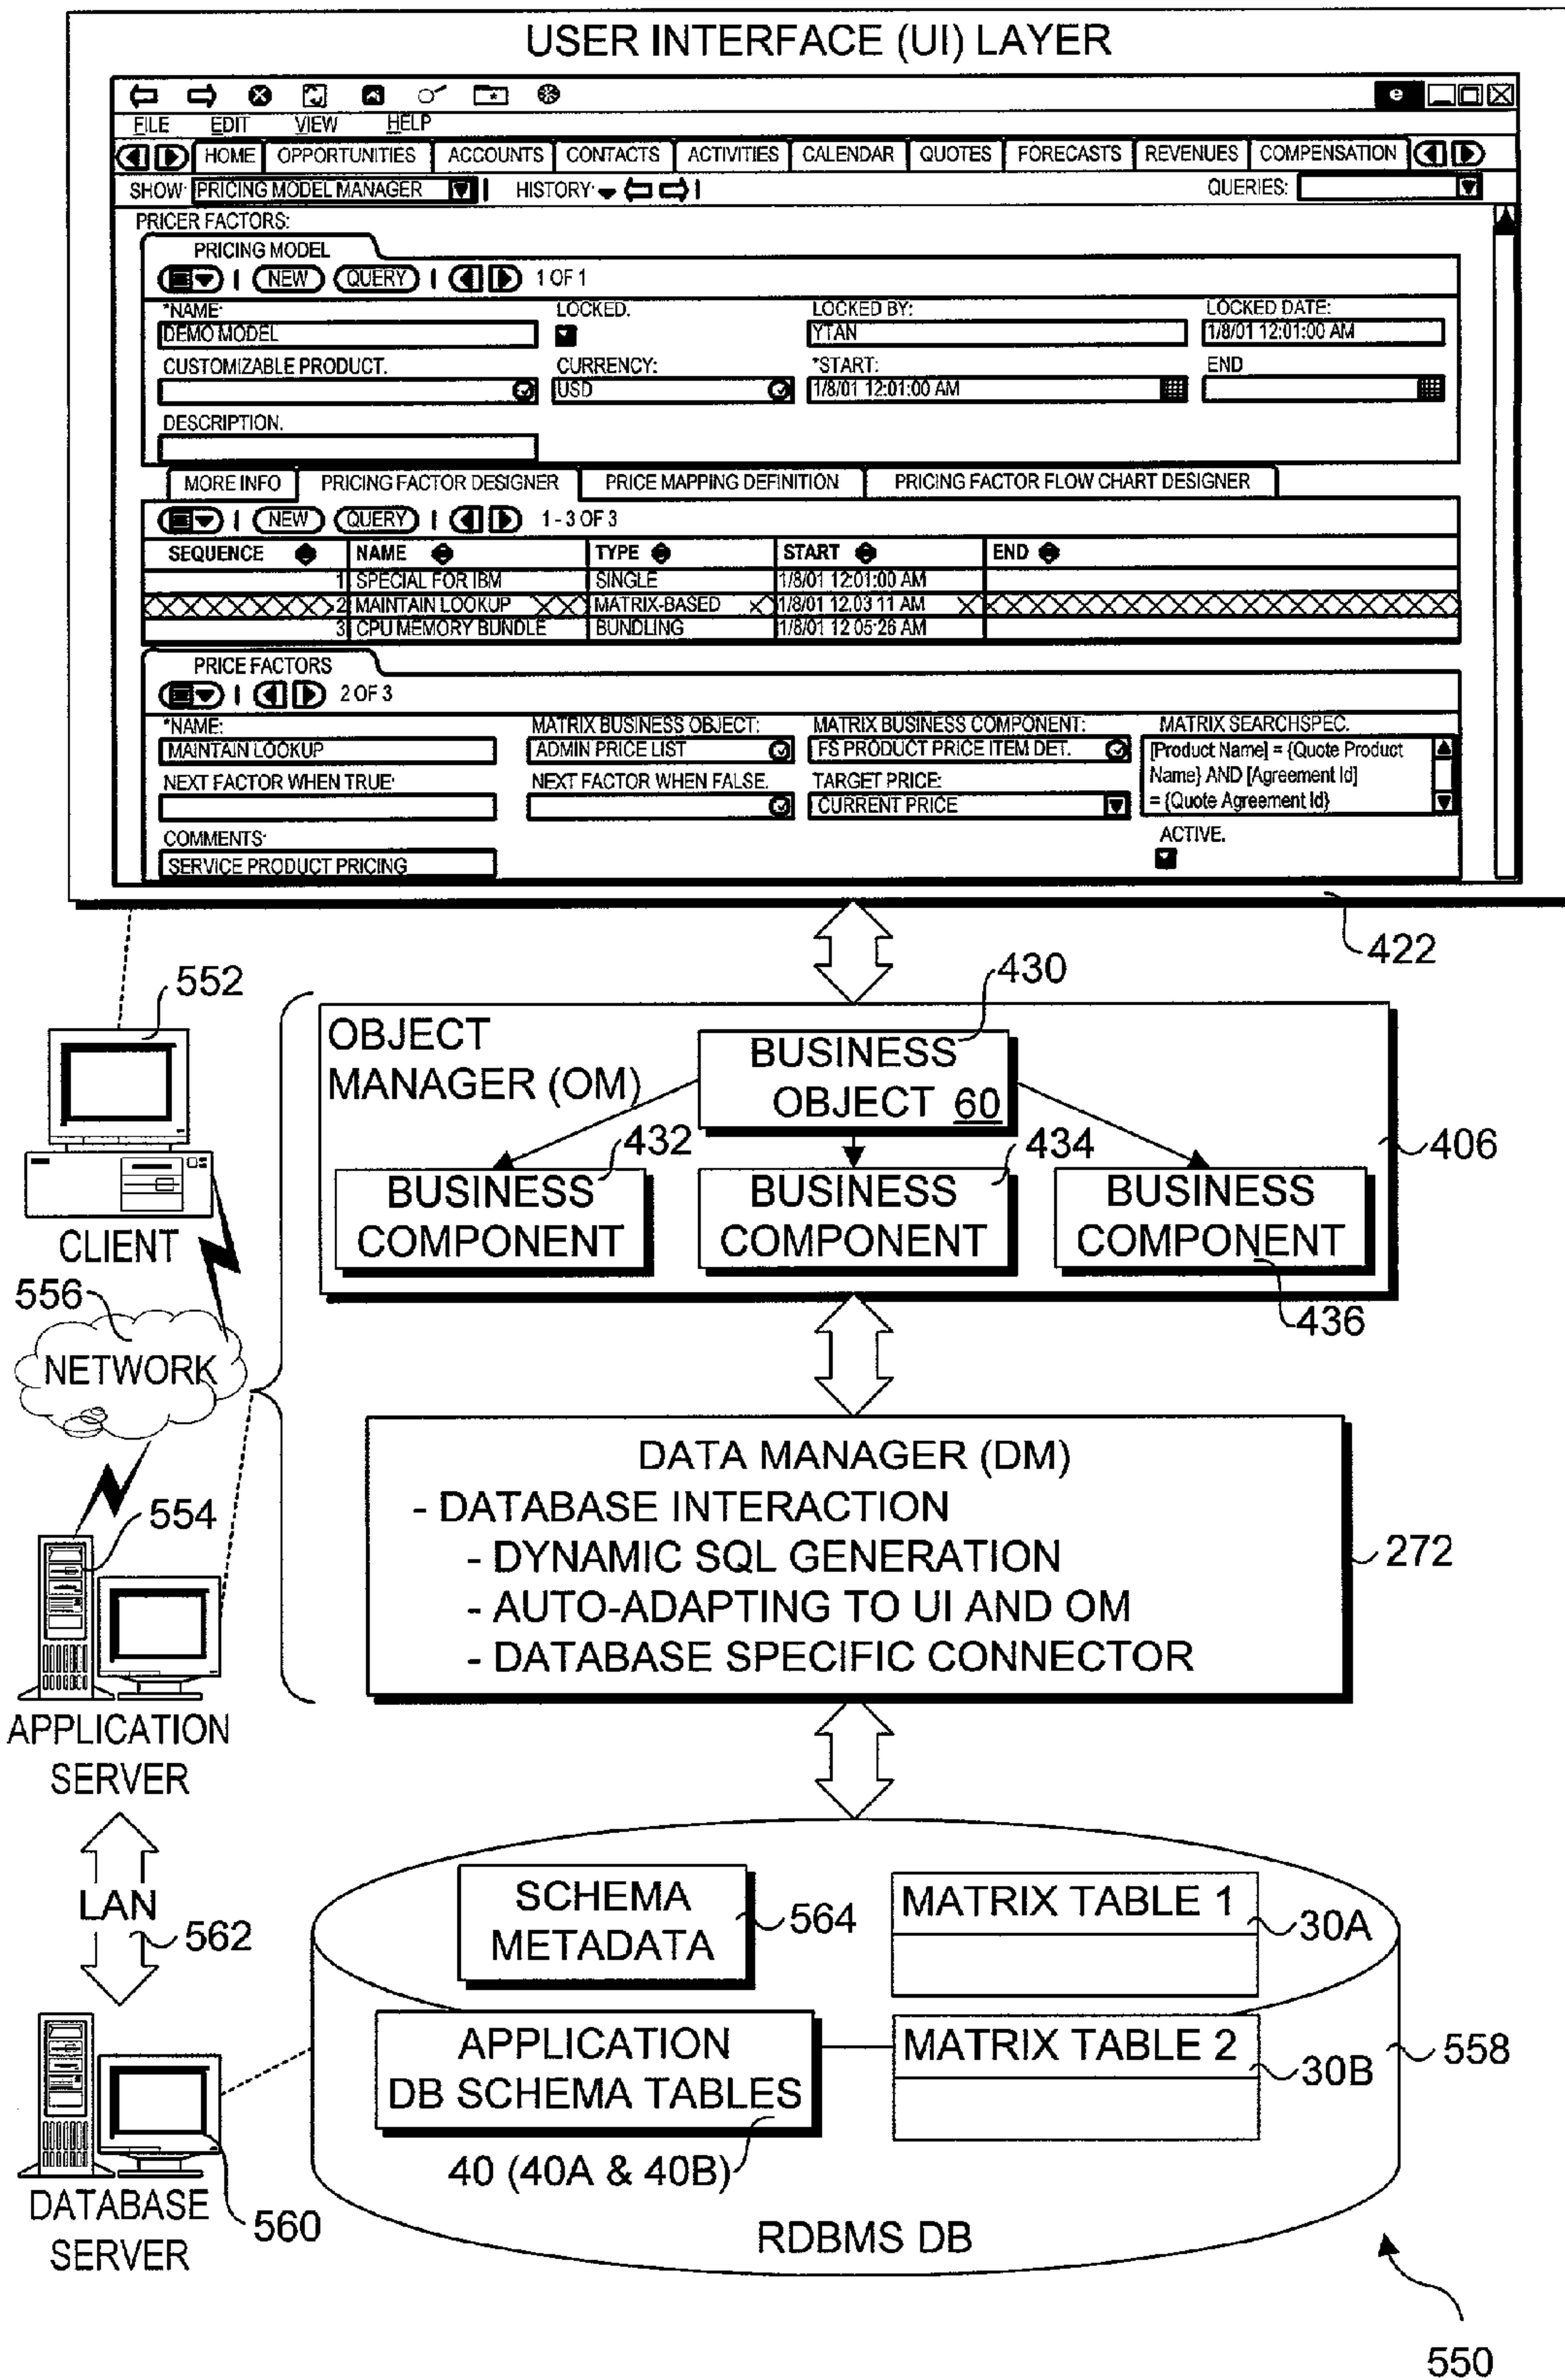 USER INTERFACE (UI) LAYER
e
FILE EDIT VIEW HELP
HOME OPPORTUNITIES ACCOUNTS CONTACTS ACTIVITIES CALENDAR QUOTES FORECASTS REVENUES COMPENSATION
SHOW: PRICING MODEL MANAGER HISTORY: QUERIES:
PRICER FACTORS:
PRICING MODEL
NEW QUERY 1 OF 1
*NAME: LOCKED. LOCKED BY: LOCKED DATE:
DEMO MODEL YTAN 1/8/01 12:01:00 AM
CUSTOMIZABLE PRODUCT. CURRENCY: *START: END
USD 1/8/01 12:01:00 AM
DESCRIPTION.
MORE INFO PRICING FACTOR DESIGNER PRICE MAPPING DEFINITION PRICING FACTOR FLOW CHART DESIGNER
NEW QUERY 1 - 3 OF 3
SEQUENCE NAME TYPE START END
1 SPECIAL FOR IBM SINGLE 1/8/01 12:01:00 AM
2 MAINTAIN LOOKUP MATRIX-BASED 1/8/01 12.03 11 AM
3 CPU MEMORY BUNDLE BUNDLING 1/8/01 12 05:26 AM
PRICE FACTORS
2 OF 3
*NAME: MATRIX BUSINESS OBJECT: MATRIX BUSINESS COMPONENT: MATRIX SEARCHSPEC.
MAINTAIN LOOKUP ADMIN PRICE LIST FS PRODUCT PRICE ITEM DET. [Product Name] = {Quote Product
NEXT FACTOR WHEN TRUE: NEXT FACTOR WHEN FALSE. TARGET PRICE: Name} AND [Agreement Id]
CURRENT PRICE = {Quote Agreement Id}
COMMENTS: ACTIVE.
SERVICE PRODUCT PRICING
422
552
430
OBJECT
MANAGER (OM)
BUSINESS
OBJECT 60
432
434
406
BUSINESS
COMPONENT
BUSINESS
COMPONENT
BUSINESS
COMPONENT
436
CLIENT
556
NETWORK
554
DATA MANAGER (DM)
- DATABASE INTERACTION
- DYNAMIC SQL GENERATION
- AUTO-ADAPTING TO UI AND OM
- DATABASE SPECIFIC CONNECTOR
272
APPLICATION
SERVER
LAN
562
SCHEMA
METADATA
564
MATRIX TABLE 1
30A
APPLICATION
DB SCHEMA TABLES
MATRIX TABLE 2
30B
558
40 (40A & 40B)
DATABASE
SERVER
560
RDBMS DB
550